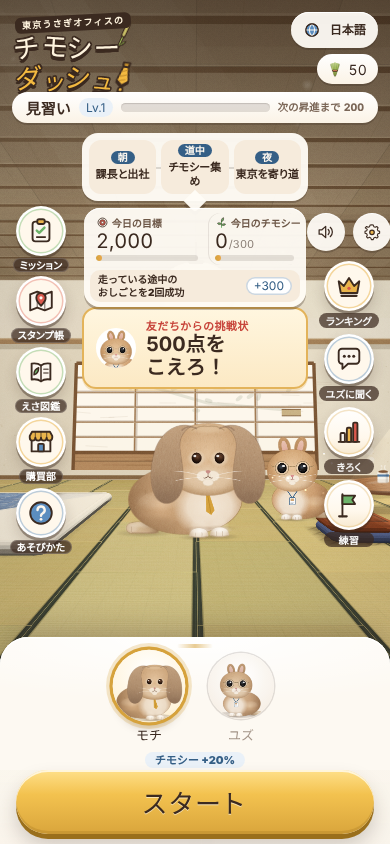 東京うさぎオフィスの
チモシー
ダッシュ!
日本語
50
見習い Lv.1 次の昇進まで 200
朝
課長と出社
道中
チモシー集め
夜
東京を寄り道
今日の目標
2,000
今日のチモシー
0/300
走っている途中の
おしごとを2回成功
+300
友だちからの挑戦状
500点を
こえろ！
ミッション
スタンプ帳
えさ図鑑
購買部
あそびかた
ランキング
ユズに聞く
きろく
練習
モチ
ユズ
チモシー +20%
スタート